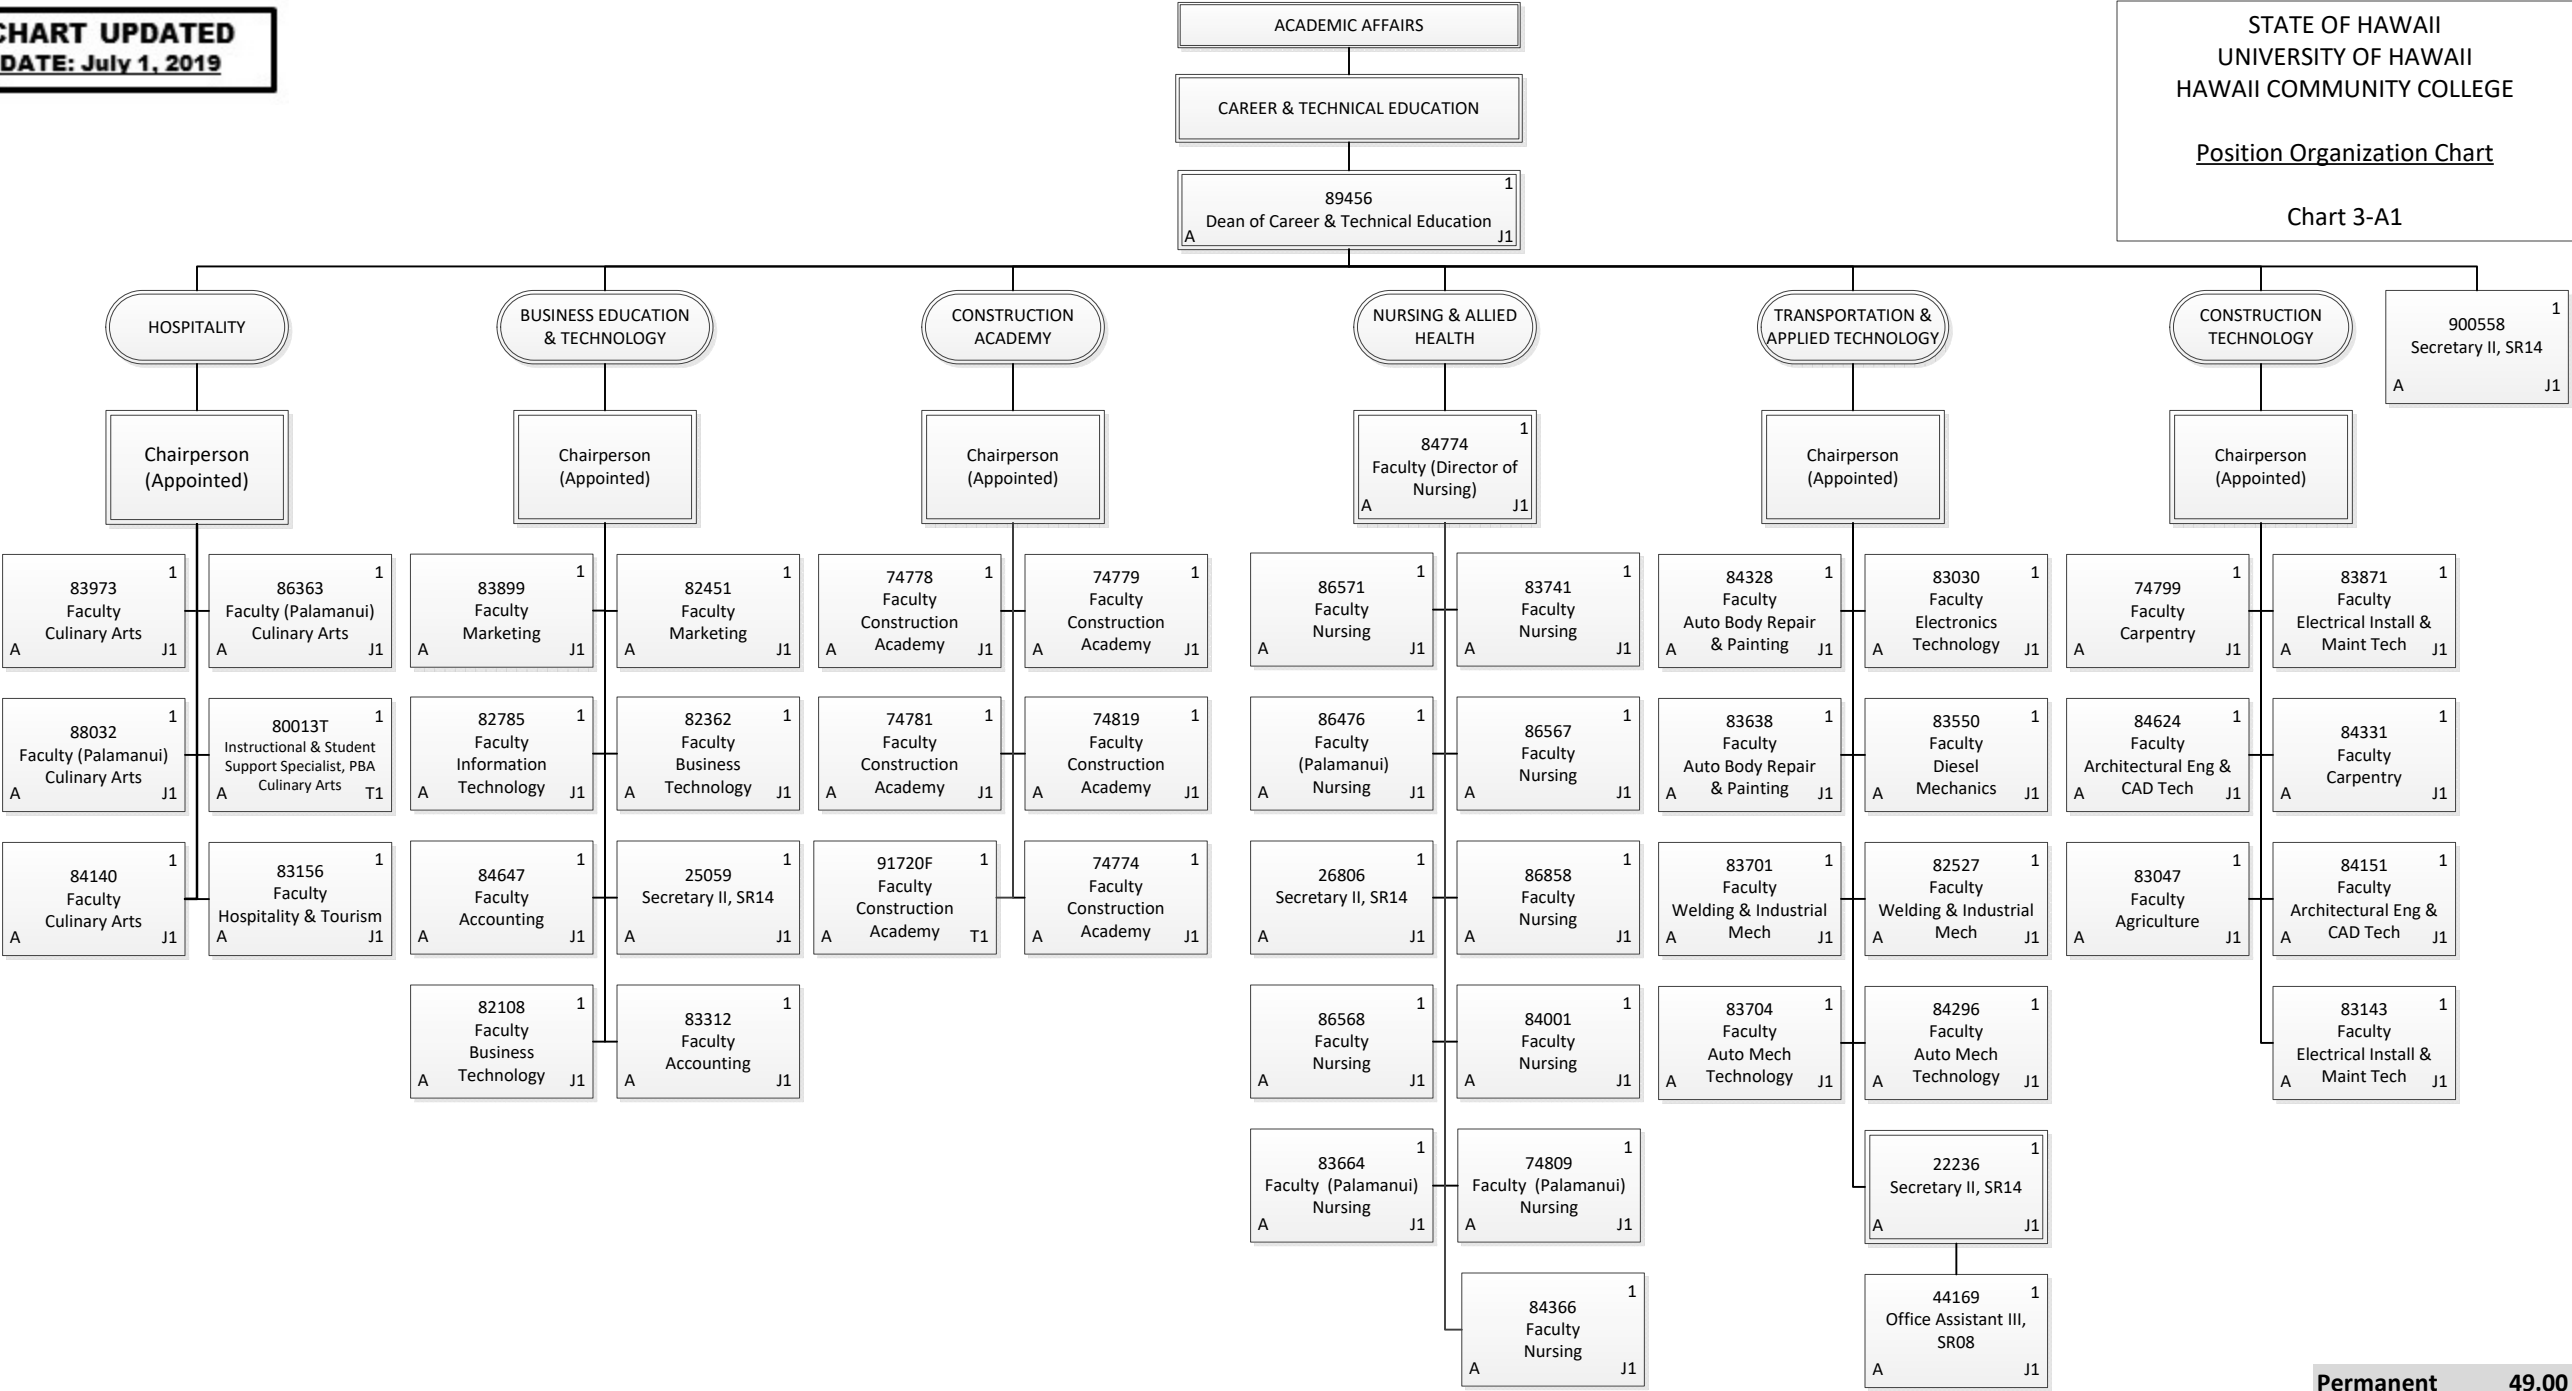 CHART UPDATED
DATE: July 1, 2019
STATE OF HAWAII
UNIVERSITY OF HAWAII
HAWAII COMMUNITY COLLEGE
Position Organization Chart
Chart 3-A1
ACADEMIC AFFAIRS
CAREER & TECHNICAL EDUCATION
1
89456
Dean of Career & Technical Education
A J1
HOSPITALITY
Chairperson
(Appointed)
83973 1
Faculty
Culinary Arts
A J1
86363 1
Faculty (Palamanui)
Culinary Arts
A J1
88032 1
Faculty (Palamanui)
Culinary Arts
A J1
80013T 1
Instructional & Student
Support Specialist, PBA
Culinary Arts
A T1
84140 1
Faculty
Culinary Arts
A J1
83156 1
Faculty
Hospitality & Tourism
A J1
BUSINESS EDUCATION
& TECHNOLOGY
Chairperson
(Appointed)
83899 1
Faculty
Marketing
A J1
82451 1
Faculty
Marketing
A J1
82785 1
Faculty
Information
Technology
A J1
82362 1
Faculty
Business
Technology
A J1
84647 1
Faculty
Accounting
A J1
25059 1
Secretary II, SR14
A J1
82108 1
Faculty
Business
Technology
A J1
83312 1
Faculty
Accounting
A J1
CONSTRUCTION
ACADEMY
Chairperson
(Appointed)
74778 1
Faculty
Construction
Academy
A J1
74779 1
Faculty
Construction
Academy
A J1
74781 1
Faculty
Construction
Academy
A J1
74819 1
Faculty
Construction
Academy
A J1
91720F 1
Faculty
Construction
Academy
A T1
74774 1
Faculty
Construction
Academy
A J1
NURSING & ALLIED
HEALTH
84774 1
Faculty (Director of
Nursing)
A J1
86571 1
Faculty
Nursing
A J1
83741 1
Faculty
Nursing
A J1
86476 1
Faculty
(Palamanui)
Nursing
A J1
86567 1
Faculty
Nursing
A J1
26806 1
Secretary II, SR14
A J1
86858 1
Faculty
Nursing
A J1
86568 1
Faculty
Nursing
A J1
84001 1
Faculty
Nursing
A J1
83664 1
Faculty (Palamanui)
Nursing
A J1
74809 1
Faculty (Palamanui)
Nursing
A J1
84366 1
Faculty
Nursing
A J1
TRANSPORTATION &
APPLIED TECHNOLOGY
Chairperson
(Appointed)
84328 1
Faculty
Auto Body Repair
& Painting
A J1
83030 1
Faculty
Electronics
Technology
A J1
83638 1
Faculty
Auto Body Repair
& Painting
A J1
83550 1
Faculty
Diesel
Mechanics
A J1
83701 1
Faculty
Welding & Industrial
Mech
A J1
82527 1
Faculty
Welding & Industrial
Mech
A J1
83704 1
Faculty
Auto Mech
Technology
A J1
84296 1
Faculty
Auto Mech
Technology
A J1
22236 1
Secretary II, SR14
A J1
44169 1
Office Assistant III,
SR08
A J1
CONSTRUCTION
TECHNOLOGY
Chairperson
(Appointed)
74799 1
Faculty
Carpentry
A J1
83871 1
Faculty
Electrical Install &
Maint Tech
A J1
84624 1
Faculty
Architectural Eng &
CAD Tech
A J1
84331 1
Faculty
Carpentry
A J1
83047 1
Faculty
Agriculture
A J1
84151 1
Faculty
Architectural Eng &
CAD Tech
A J1
83143 1
Faculty
Electrical Install &
Maint Tech
A J1
900558 1
Secretary II, SR14
A J1
Permanent 49.00